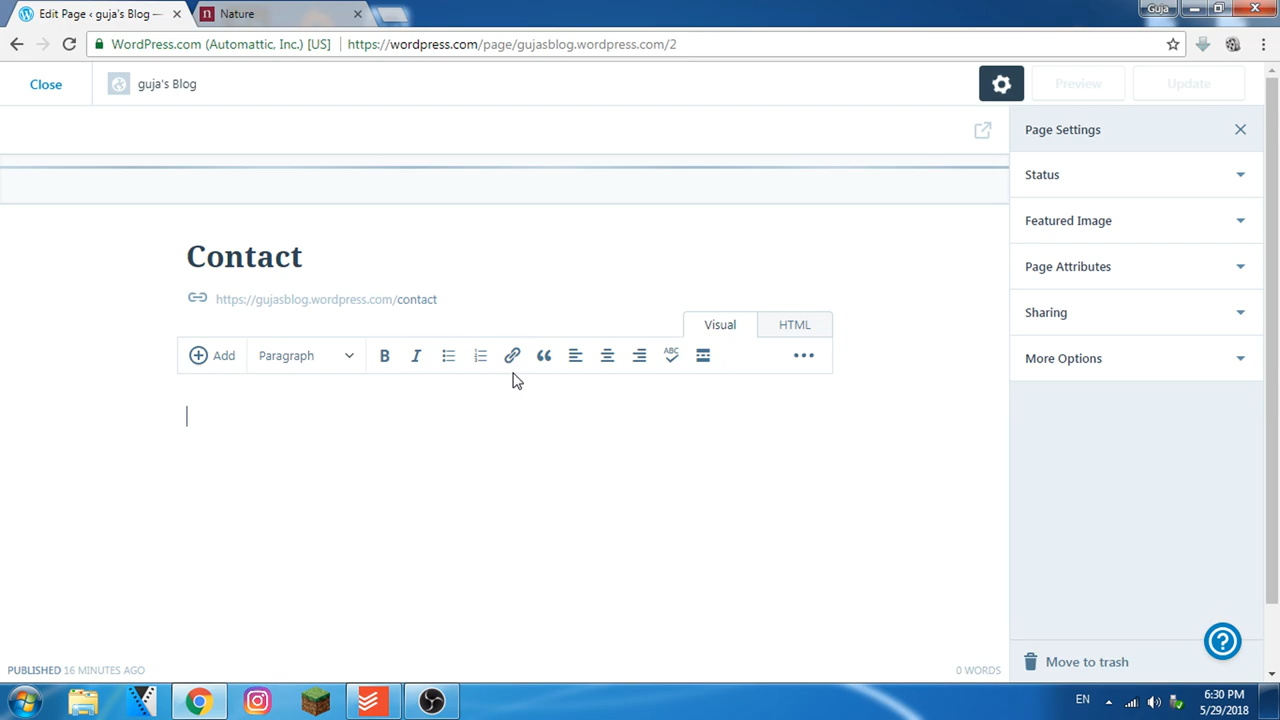 Edit Page ‹ guja's Blog —
Nature
Guja
WordPress.com (Automattic, Inc.) [US]
https://wordpress.com/page/gujasblog.wordpress.com/2
Close
guja's Blog
Preview
Update
Page Settings
Status
Featured Image
Page Attributes
Sharing
More Options
Contact
https://gujasblog.wordpress.com/contact
Visual
HTML
Add
Paragraph
B
I
ABC
PUBLISHED 16 MINUTES AGO
0 WORDS
Move to trash
EN
6:30 PM
5/29/2018